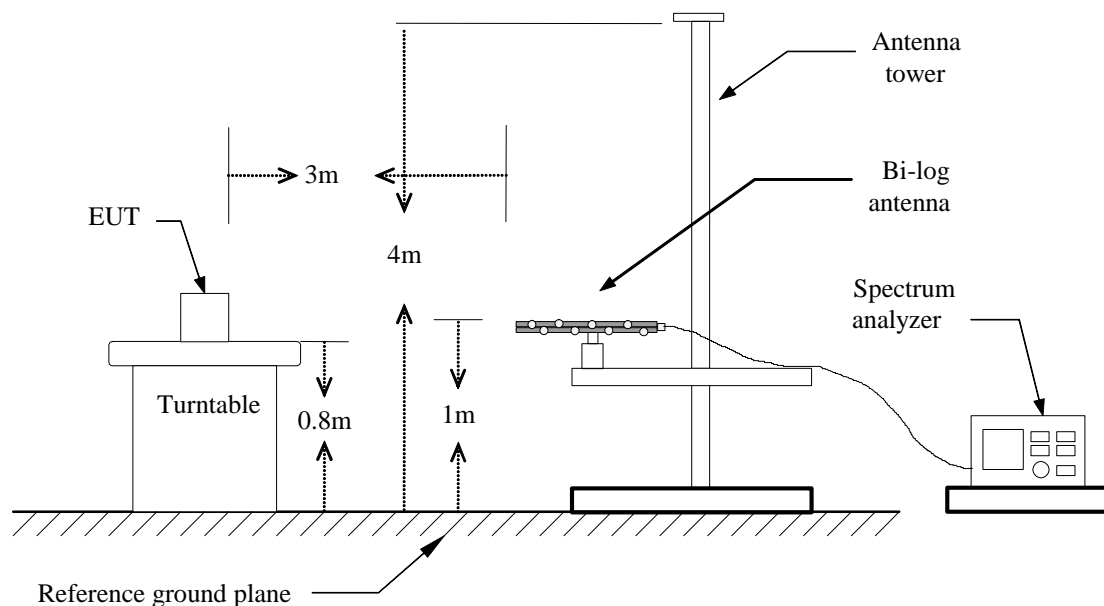 Antenna
tower
3m
Bi-log
antenna
EUT
4m
Spectrum
analyzer
Turntable
0.8m
1m
Reference ground plane